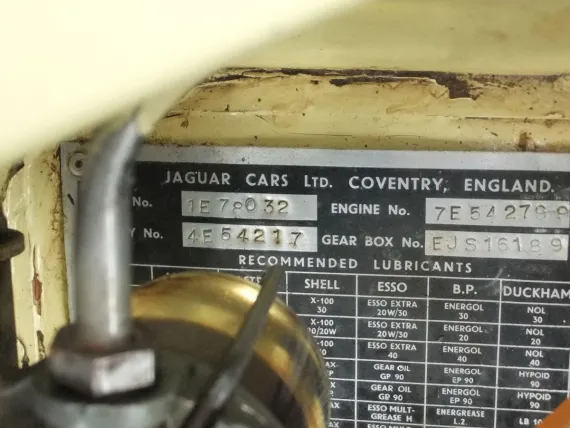 JAGUAR CARS LTD. COVENTRY, ENGLAND.
No. 1E78032 ENGINE No. 7E54279-9
4E54217 GEAR BOX No. EJS16189
RECOMMENDED LUBRICANTS
SHELL ESSO B.P. DUCKHAM
X-100 ESSO EXTRA ENERGOL NOL
30 20W/30 30 30
X-100 ESSO EXTRA ENERGOL NOL
20W/30 20 20
ESSO EXTRA ENERGOL NOL
40 40 40
GEAR OIL ENERGOL HYPOID
GP 90 EP 90 90
GEAR OIL ENERGOL HYPOID
GP 90 EP 90 90
ESSO MULT- ENERGREASE
GREASE H L.2.